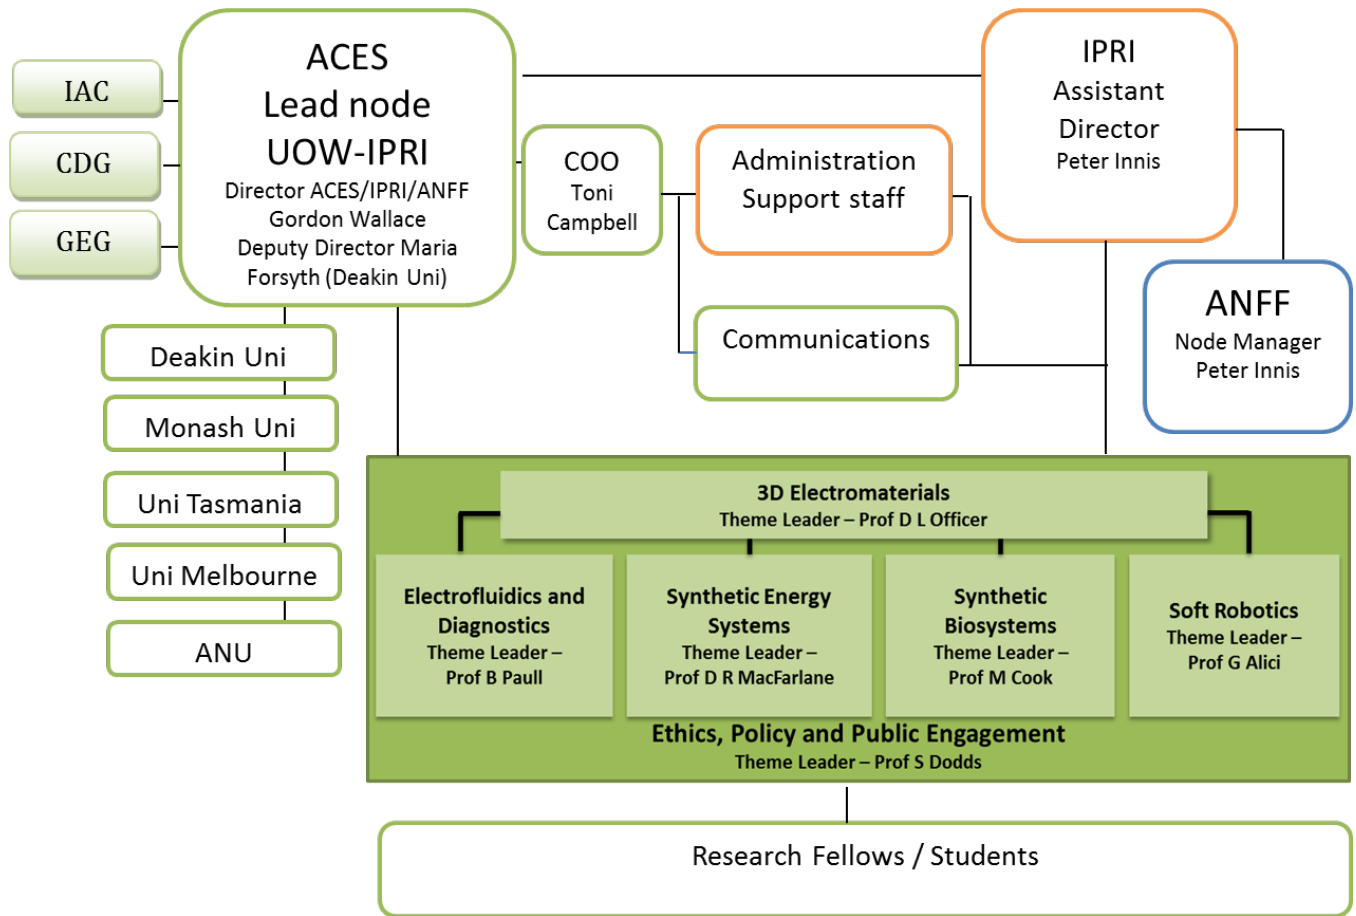 ACES
Lead node
UOW-IPRI
Director ACES/IPRI/ANFF
Gordon Wallace
Deputy Director Maria
Forsyth (Deakin Uni)
IAC
CDG
GEG
COO
Toni
Campbell
Administration
Support staff
Communications
IPRI
Assistant
Director
Peter Innis
ANFF
Node Manager
Peter Innis
Deakin Uni
Monash Uni
Uni Tasmania
Uni Melbourne
ANU
3D Electromaterials
Theme Leader – Prof D L Officer
Electrofluidics and
Diagnostics
Theme Leader –
Prof B Paull
Synthetic Energy
Systems
Theme Leader –
Prof D R MacFarlane
Synthetic
Biosystems
Theme Leader –
Prof M Cook
Soft Robotics
Theme Leader –
Prof G Alici
Ethics, Policy and Public Engagement
Theme Leader – Prof S Dodds
Research Fellows / Students